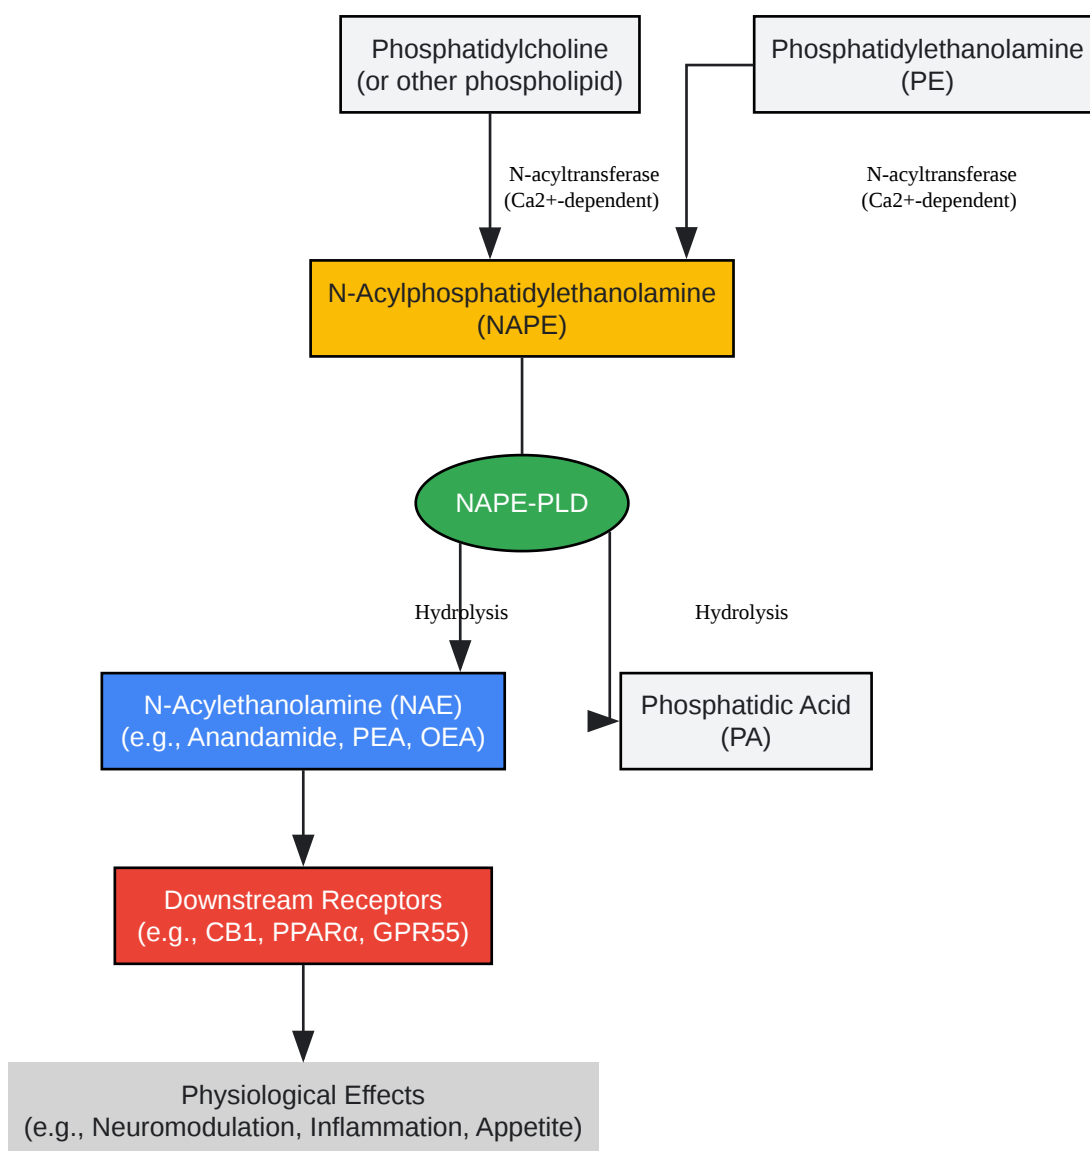 Phosphatidylcholine
(or other phospholipid)
Phosphatidylethanolamine
(PE)
N-acyltransferase
(Ca2+-dependent)
N-acyltransferase
(Ca2+-dependent)
N-Acylphosphatidylethanolamine
(NAPE)
NAPE-PLD
Hydrolysis
Hydrolysis
N-Acylethanolamine (NAE)
(e.g., Anandamide, PEA, OEA)
Phosphatidic Acid
(PA)
Downstream Receptors
(e.g., CB1, PPARα, GPR55)
Physiological Effects
(e.g., Neuromodulation, Inflammation, Appetite)